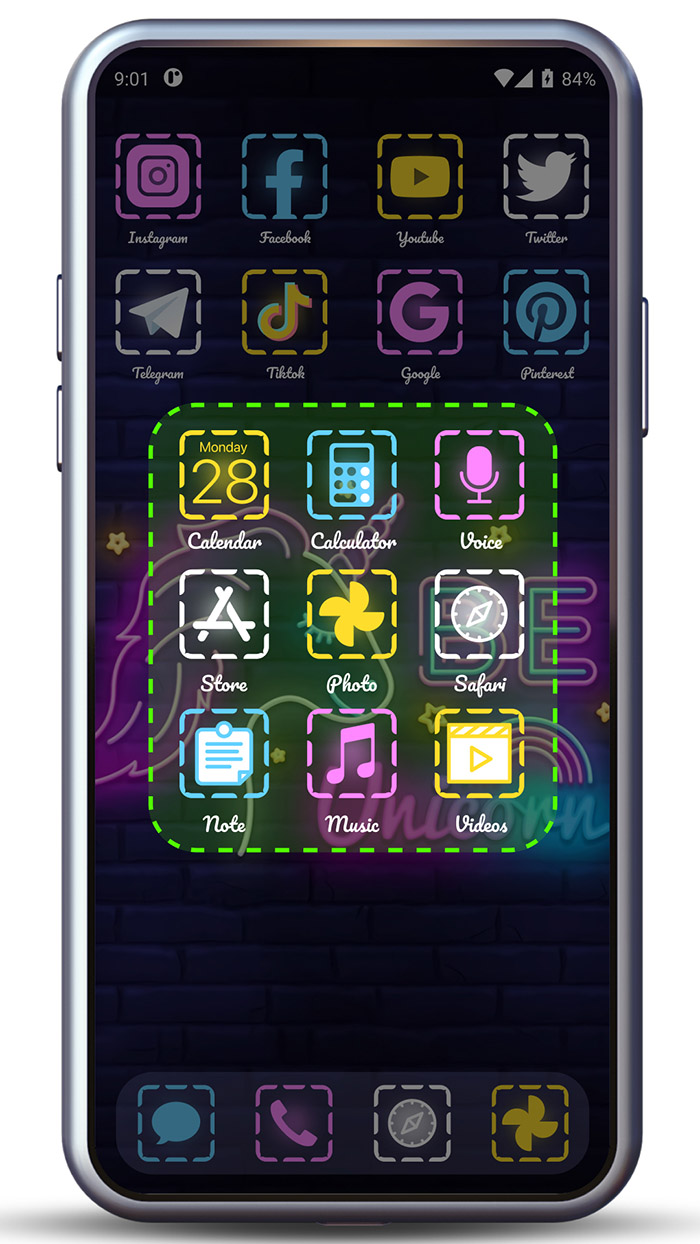 9:01
84%
Instagram
Facebook
Youtube
Twitter
Telegram
Tiktok
Google
Pinterest
Monday
28
Calendar
Calculator
Voice
BE
Store
Photo
Safari
Unicorn
Note
Music
Videos